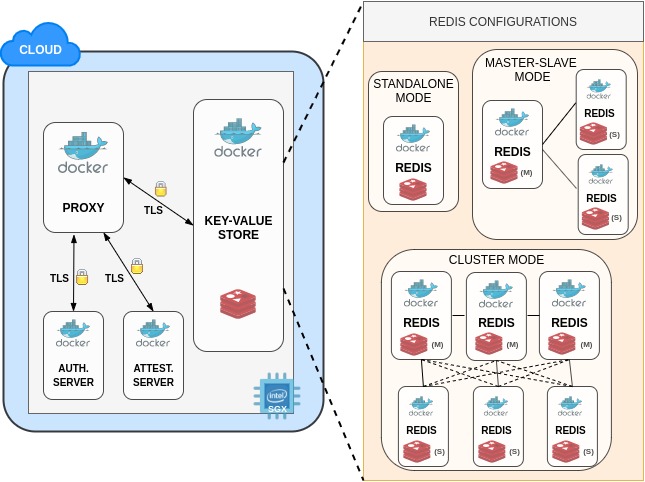 CLOUD
docker
PROXY
TLS
docker
KEY-VALUE
STORE
TLS
TLS
docker
AUTH.
SERVER
docker
ATTEST.
SERVER
intel
SGX
REDIS CONFIGURATIONS
STANDALONE
MODE
docker
REDIS
MASTER-SLAVE
MODE
docker
REDIS
(M)
docker
REDIS
(S)
docker
REDIS
(S)
CLUSTER MODE
docker
REDIS
(M)
docker
REDIS
(M)
docker
REDIS
(M)
docker
REDIS
(S)
docker
REDIS
(S)
docker
REDIS
(S)